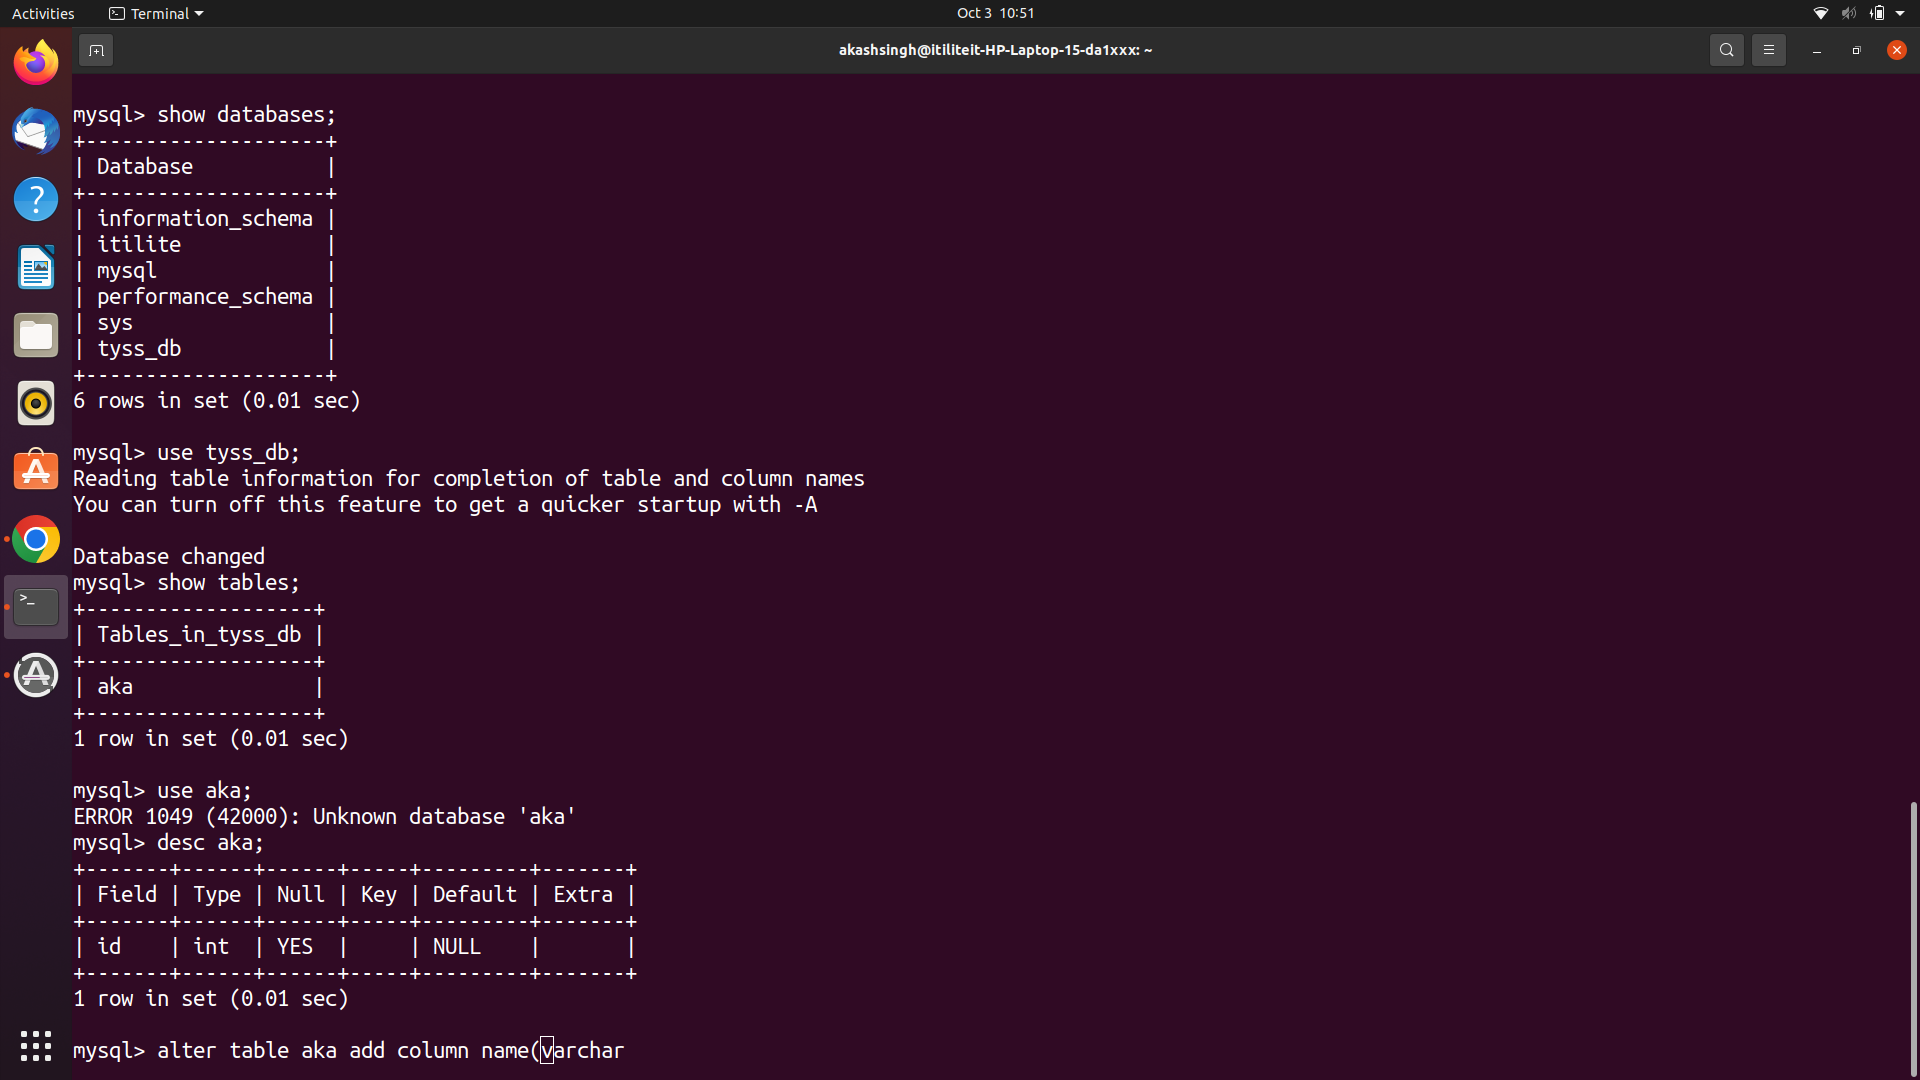 Activities Terminal Oct 3 10:51
akashsingh@itiliteit-HP-Laptop-15-da1xxx: ~
mysql> show databases;
+--------------------+
| Database           |
+--------------------+
| information_schema |
| itilite            |
| mysql              |
| performance_schema |
| sys                |
| tyss_db            |
+--------------------+
6 rows in set (0.01 sec)
mysql> use tyss_db;
Reading table information for completion of table and column names
You can turn off this feature to get a quicker startup with -A
Database changed
mysql> show tables;
+-------------------+
| Tables_in_tyss_db |
+-------------------+
| aka               |
+-------------------+
1 row in set (0.01 sec)
mysql> use aka;
ERROR 1049 (42000): Unknown database 'aka'
mysql> desc aka;
+-------+------+------+-----+---------+-------+
| Field | Type | Null | Key | Default | Extra |
+-------+------+------+-----+---------+-------+
| id    | int  | YES  |     | NULL    |       |
+-------+------+------+-----+---------+-------+
1 row in set (0.01 sec)
mysql> alter table aka add column name(varchar